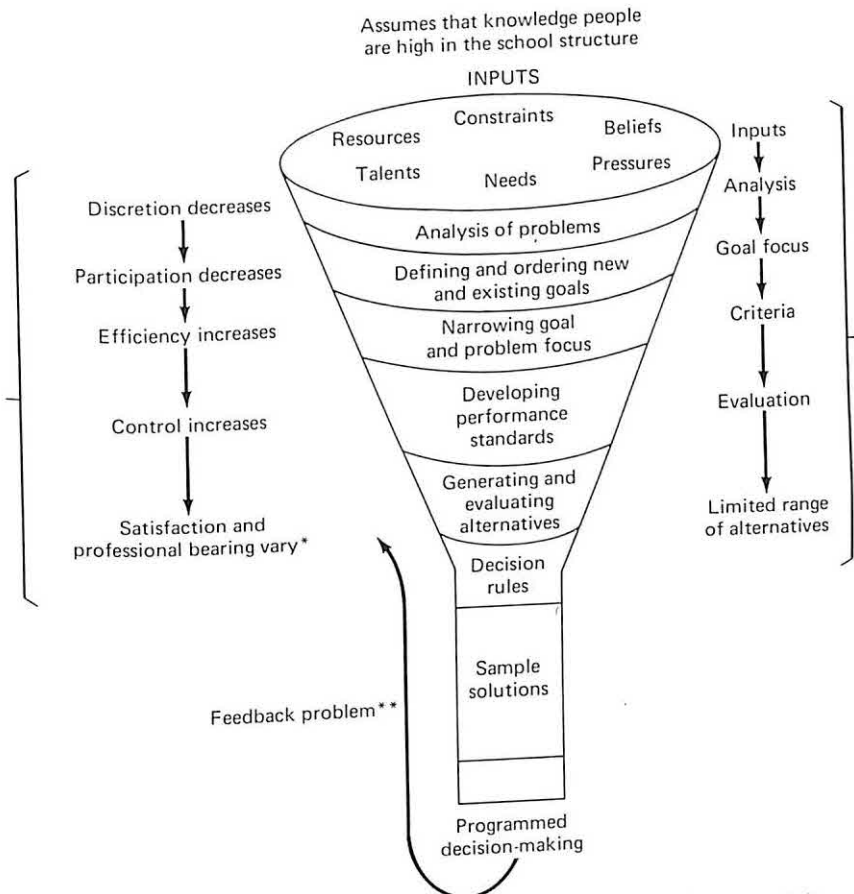 Assumes that knowledge people
are high in the school structure
INPUTS
Resources
Constraints
Beliefs
Talents
Needs
Pressures
Analysis of problems
Defining and ordering new
and existing goals
Narrowing goal
and problem focus
Developing
performance
standards
Generating and
evaluating
alternatives
Decision
rules
Sample
solutions
Programmed
decision-making
Discretion decreases
Participation decreases
Efficiency increases
Control increases
Satisfaction and
professional bearing vary*
Feedback problem**
Inputs
Analysis
Goal focus
Criteria
Evaluation
Limited range
of alternatives